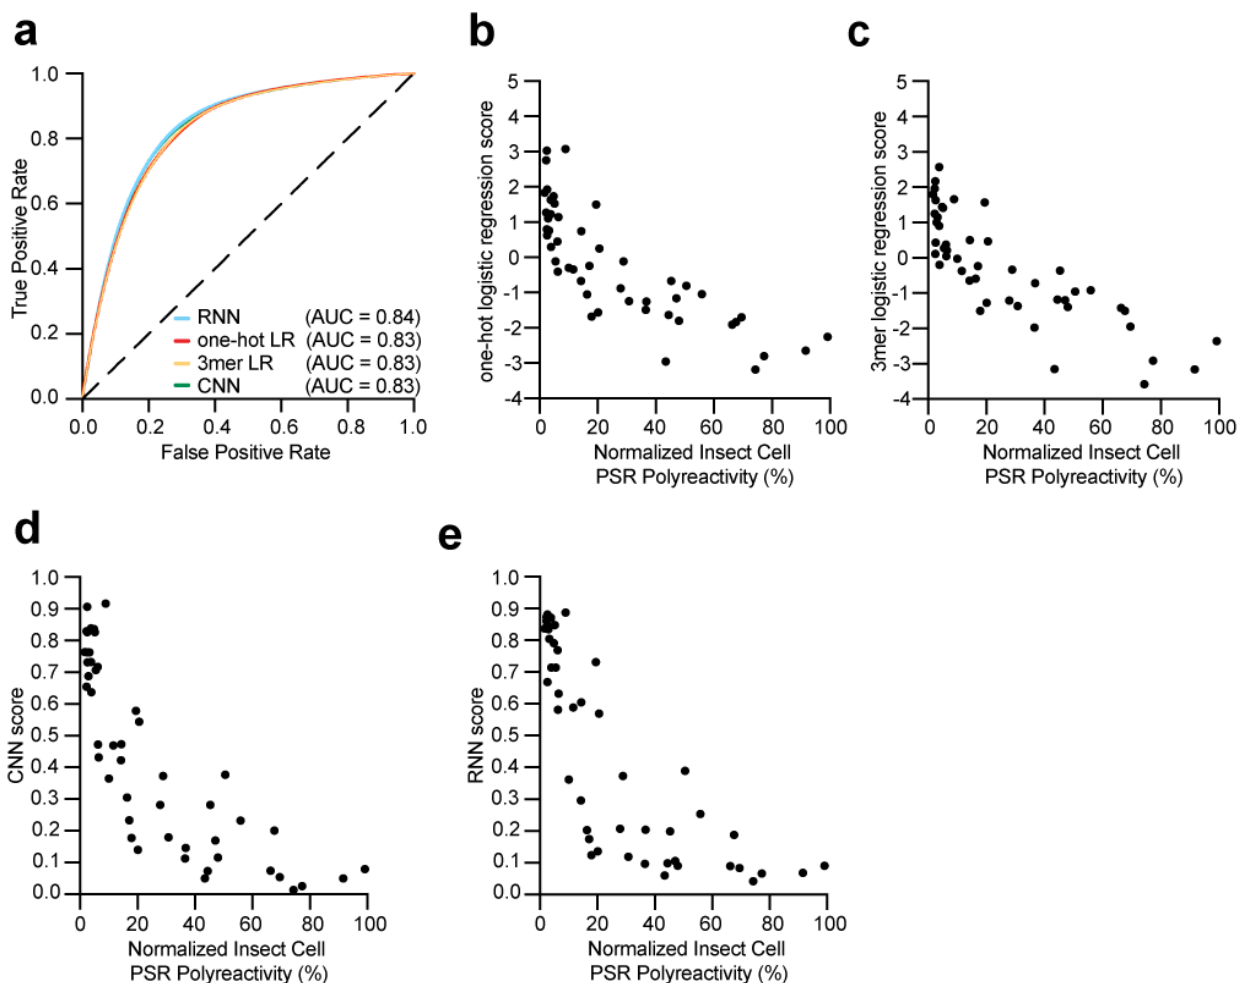 a
1.0
0.8
0.6
0.4
0.2
0.0
True Positive Rate
RNN (AUC = 0.84)
one-hot LR (AUC = 0.83)
3mer LR (AUC = 0.83)
CNN (AUC = 0.83)
0.0 0.2 0.4 0.6 0.8 1.0
False Positive Rate
b
5
4
3
2
1
0
-1
-2
-3
-4
one-hot logistic regression score
0 20 40 60 80 100
Normalized Insect Cell
PSR Polyreactivity (%)
c
5
4
3
2
1
0
-1
-2
-3
-4
3mer logistic regression score
0 20 40 60 80 100
Normalized Insect Cell
PSR Polyreactivity (%)
d
1.0
0.9
0.8
0.7
0.6
0.5
0.4
0.3
0.2
0.1
0.0
CNN score
0 20 40 60 80 100
Normalized Insect Cell
PSR Polyreactivity (%)
e
1.0
0.9
0.8
0.7
0.6
0.5
0.4
0.3
0.2
0.1
0.0
RNN score
0 20 40 60 80 100
Normalized Insect Cell
PSR Polyreactivity (%)